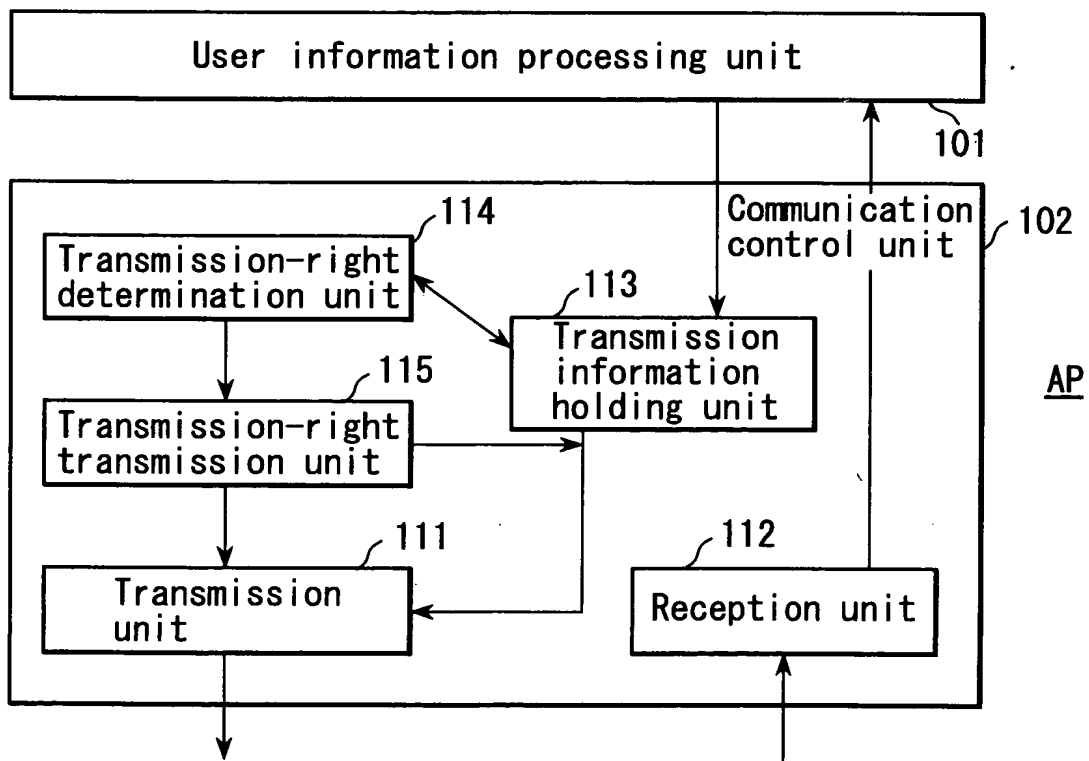 User information processing unit
101
Communication
control unit
102
114
Transmission-right
determination unit
113
Transmission
information
holding unit
AP
115
Transmission-right
transmission unit
111
Transmission
unit
112
Reception unit